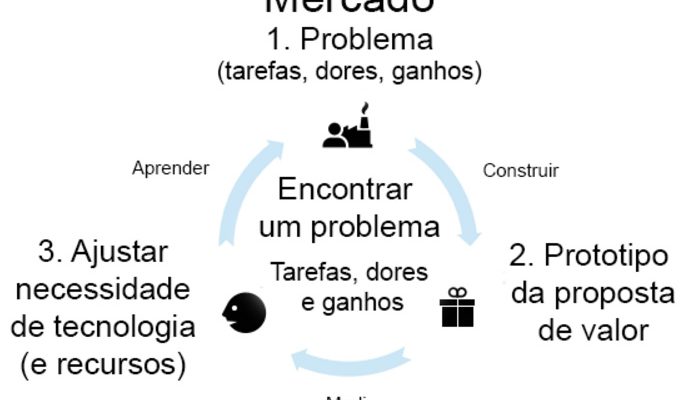 Mercado
1. Problema
(tarefas, dores, ganhos)
Aprender
Construir
Encontrar
um problema
Tarefas, dores
e ganhos
2. Prototipo
da proposta
de valor
3. Ajustar
necessidade
de tecnologia
(e recursos)